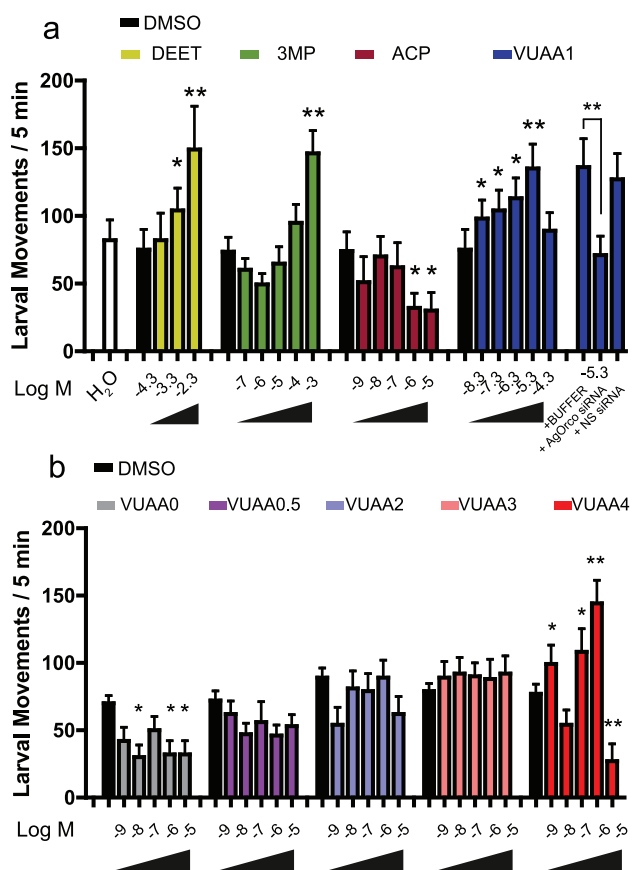 a
DMSO
DEET 3MP ACP VUAA1
Larval Movements / 5 min
200
150
100
50
0
* ** ** * * * * * ** **
Log M
H2O -4.3 -3.3 -2.3 -7 -6 -5 -4 -3 -9 -8 -7 -6 -5 -8.3 -7.3 -6.3 -5.3 -4.3 -5.3
+BUFFER
+ AgOrco siRNA
+ NS siRNA
b
DMSO
VUAA0 VUAA0.5 VUAA2 VUAA3 VUAA4
Larval Movements / 5 min
200
150
100
50
0
* * * * * ** **
Log M
-9 -8 -7 -6 -5 -9 -8 -7 -6 -5 -9 -8 -7 -6 -5 -9 -8 -7 -6 -5 -9 -8 -7 -6 -5